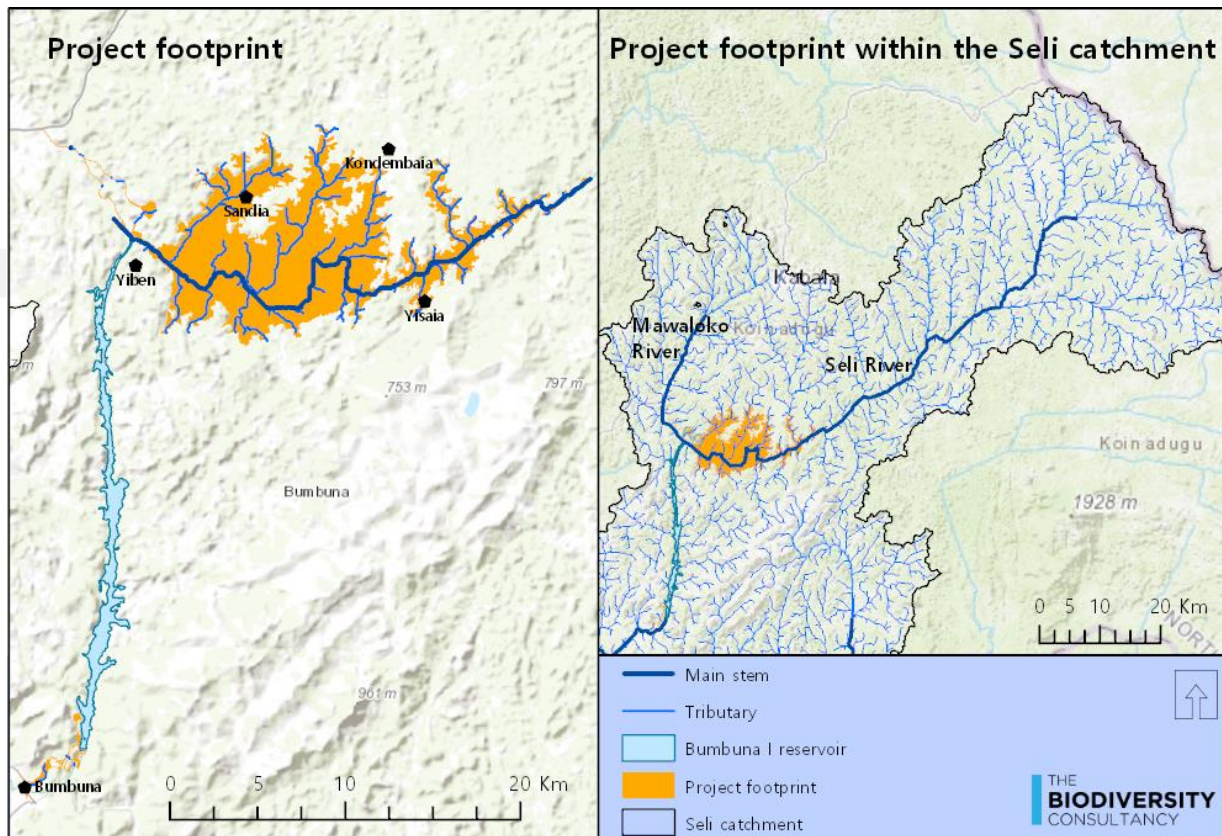 Project footprint
Kondembaia
Sandia
Yiben
Yisaia
753 m
797 m
Bumbuna
961 m
0 5 10 20 Km
Bumbuna
Project footprint within the Seli catchment
Kabala
Mawaloko
River
Koinadugu
Seli River
Koinadugu
1928 m
0 5 10 20 Km
Main stem
Tributary
Bumbuna I reservoir
Project footprint
Seli catchment
THE
BIODIVERSITY
CONSULTANCY